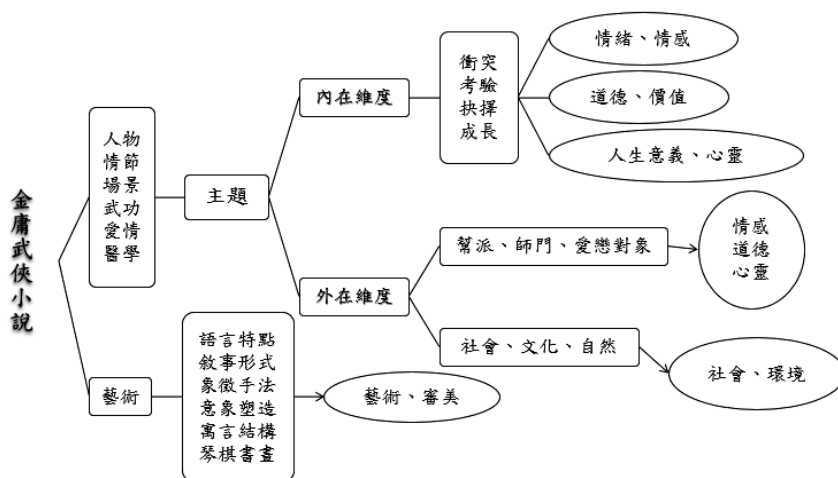 金庸武俠小說
人物
情節
場景
武功
愛情
醫學
主題
內在維度
衝突
考驗
抉擇
成長
情緒、情感
道德、價值
人生意義、心靈
外在維度
幫派、師門、愛戀對象
情感
道德
心靈
社會、文化、自然
社會、環境
藝術
語言特點
敘事形式
象徵手法
意象塑造
寓言結構
琴棋書畫
藝術、審美